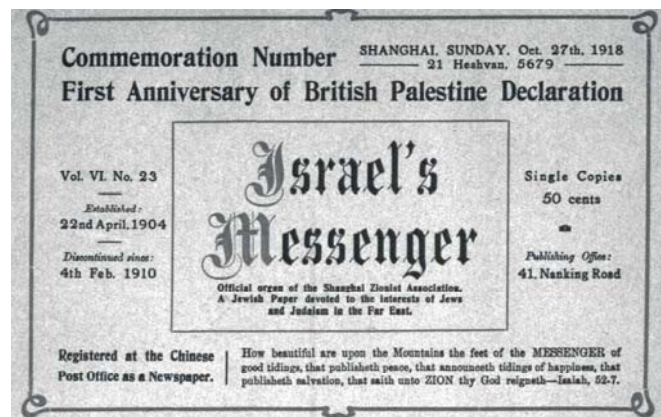 Commemoration Number
SHANGHAI, SUNDAY, Oct. 27th, 1918
21 Heshvan, 5679
First Anniversary of British Palestine Declaration
Vol. VI. No. 23
Established:
22nd April, 1904
Discontinued since:
4th Feb. 1910
Israel's
Messenger
Official organ of the Shanghai Zionist Association.
A Jewish Paper devoted to the interests of Jews
and Judaism in the Far East.
Single Copies
50 cents
Publishing Office:
41, Nanking Road
Registered at the Chinese
Post Office as a Newspaper.
How beautiful are upon the Mountains the feet of the MESSENGER of
good tidings, that publisheth peace, that announceth tidings of happiness, that
publisheth salvation, that saith unto ZION thy God reigneth—Isaiah, 52-7.